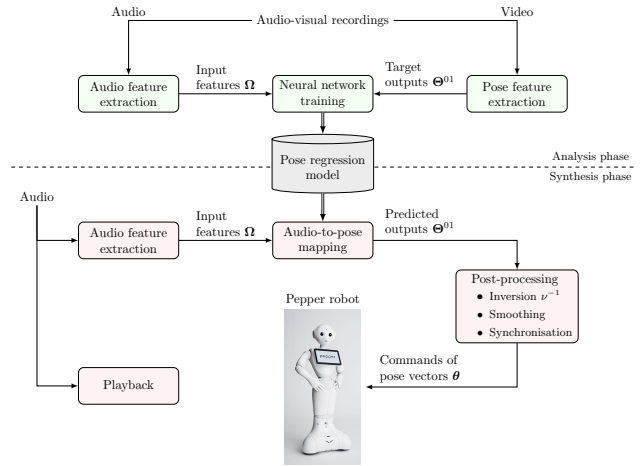 Audio
Video
Audio-visual recordings
Audio feature
extraction
Input
features Ω
Neural network
training
Target
outputs Θ⁰¹
Pose feature
extraction
Pose regression
model
Analysis phase
Synthesis phase
Audio
Audio feature
extraction
Input
features Ω
Audio-to-pose
mapping
Predicted
outputs Θ⁰¹
Post-processing
• Inversion ν⁻¹
• Smoothing
• Synchronisation
Pepper robot
pepper
Commands of
pose vectors θ
Playback